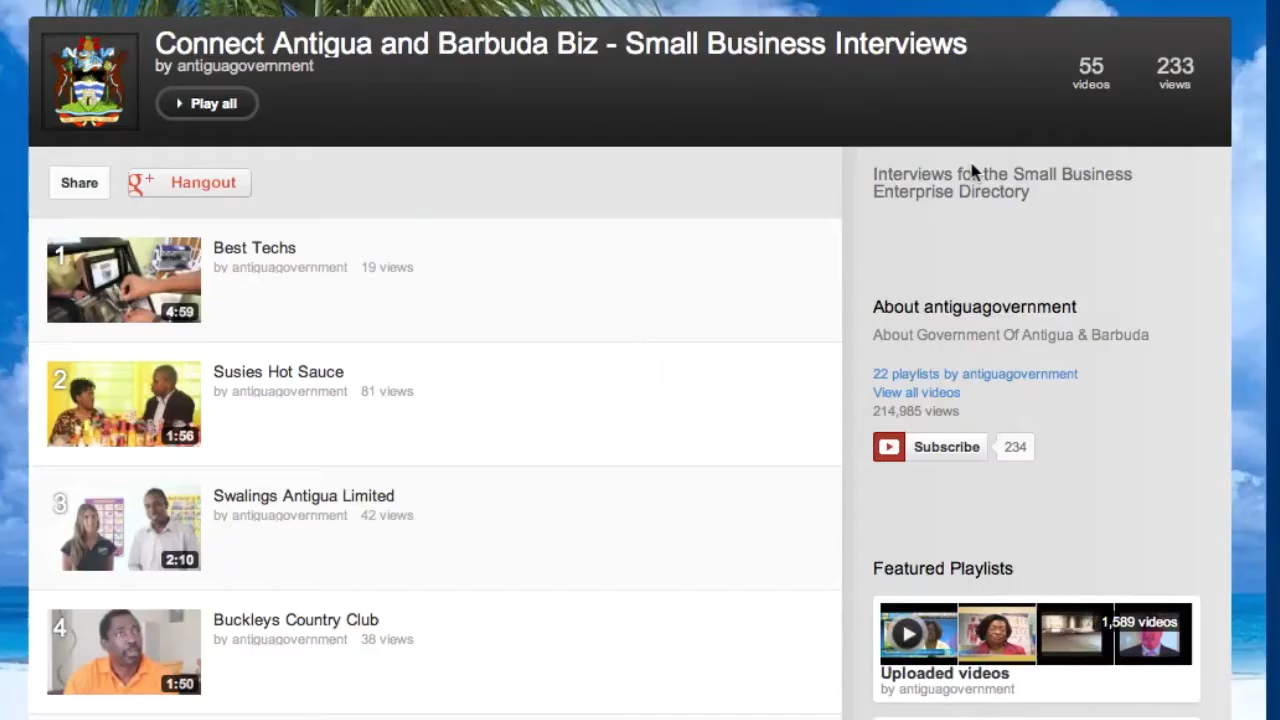 Connect Antigua and Barbuda Biz - Small Business Interviews
by antiguagovernment
Play all
55
videos
233
views
Share
g+ Hangout
1
4:59
Best Techs
by antiguagovernment 19 views
2
1:56
Susies Hot Sauce
by antiguagovernment 81 views
3
2:10
Swalings Antigua Limited
by antiguagovernment 42 views
4
1:50
Buckleys Country Club
by antiguagovernment 38 views
Interviews for the Small Business
Enterprise Directory
About antiguagovernment
About Government Of Antigua & Barbuda
22 playlists by antiguagovernment
View all videos
214,985 views
Subscribe 234
Featured Playlists
1,589 videos
Uploaded videos
by antiguagovernment